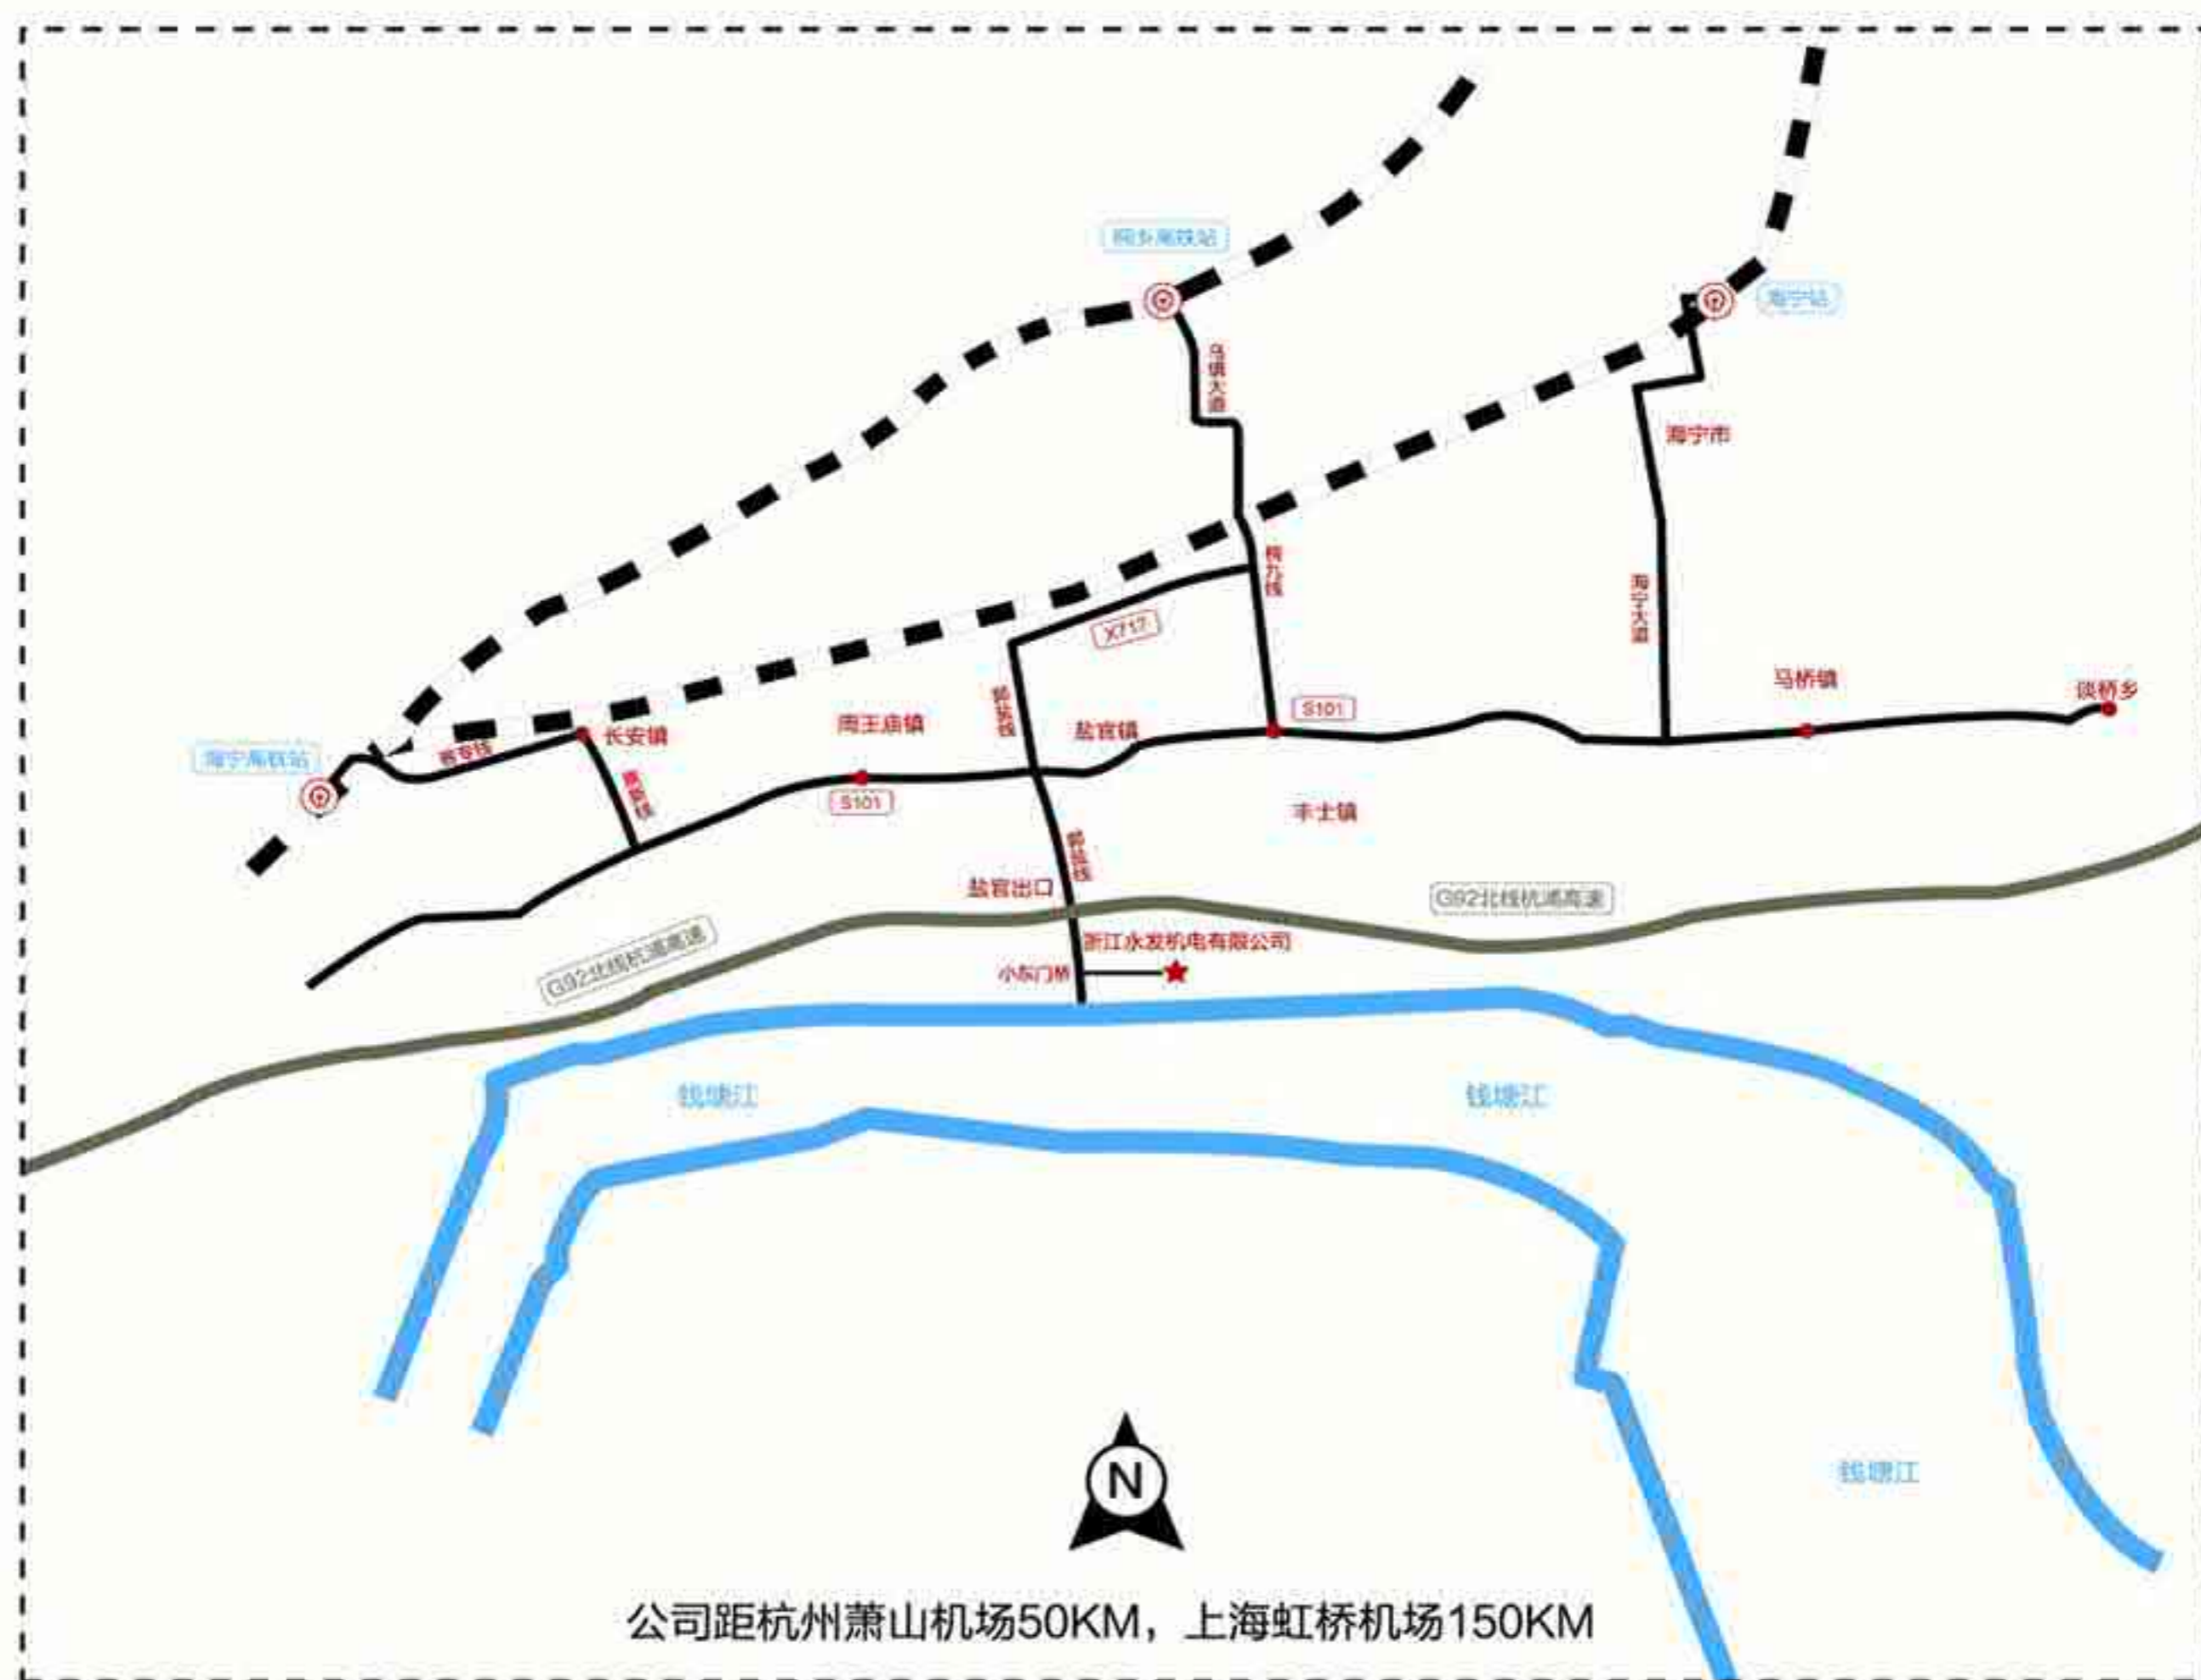 桐乡高铁站
海宁站
乌镇大道
海宁市
桐九线
海宁大道
X717
马桥镇
谈桥乡
S101
周王庙镇
盐官镇
长安镇
海宁高铁站
S101
丰士镇
盐官出口
G92北线杭浦高速
G92北线杭浦高速
浙江永发机电有限公司
小东门桥
钱塘江
钱塘江
钱塘江
N
公司距杭州萧山机场50KM，上海虹桥机场150KM